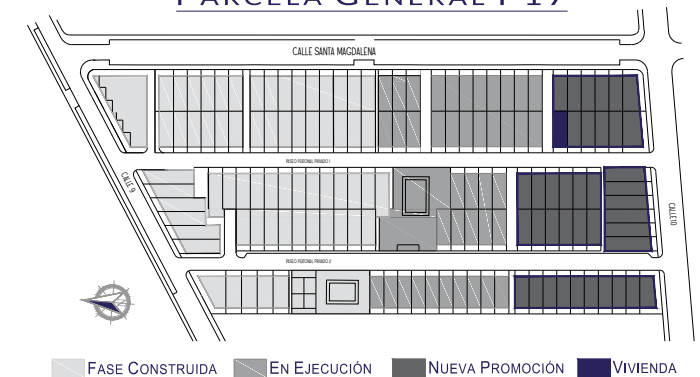 PARCELA GENERAL P19
CALLE SANTA MAGDALENA
PASEO PEATONAL PRIVADO 1
CALLE 9
CALLE 10
PASEO PEATONAL PRIVADO 2
FASE CONSTRUIDA
EN EJECUCIÓN
NUEVA PROMOCIÓN
VIVIENDA